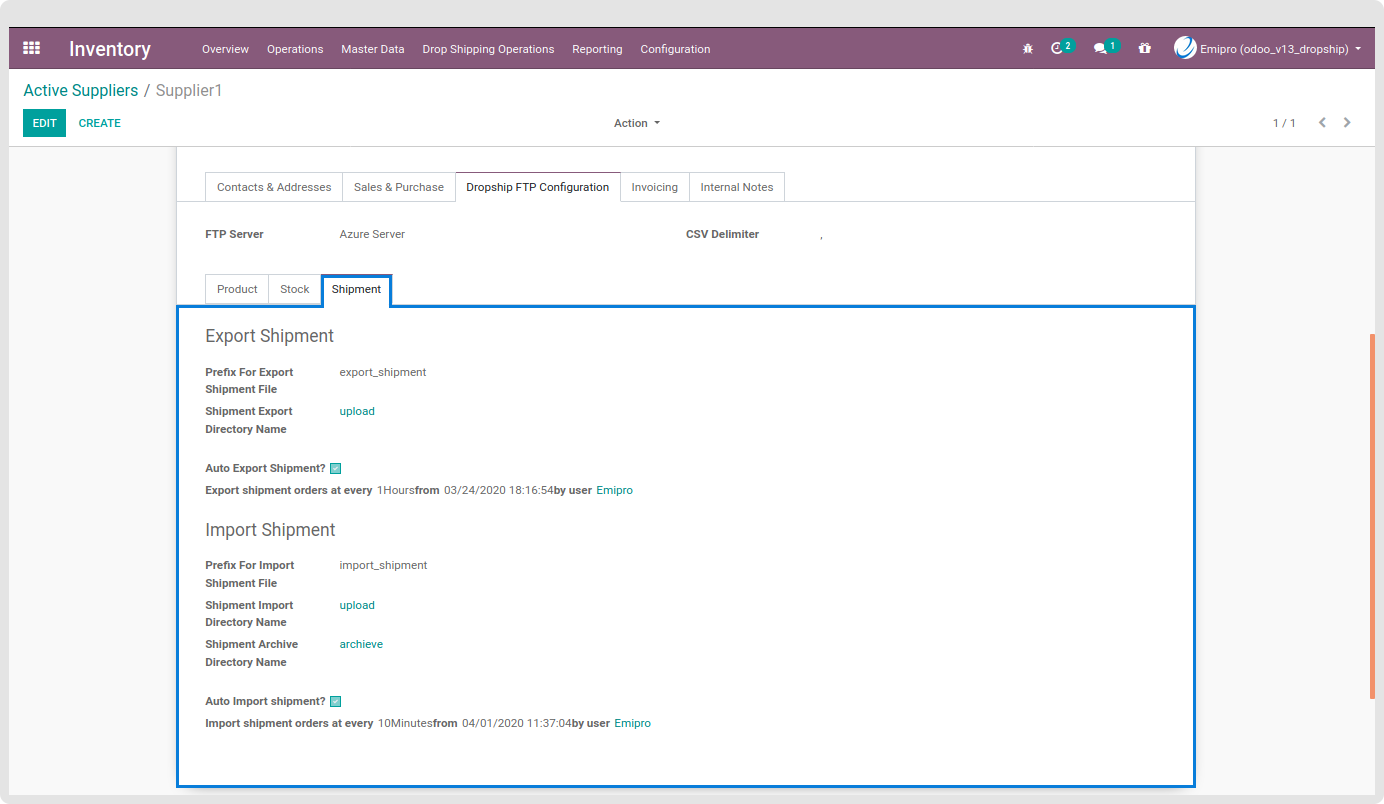 Inventory Overview Operations Master Data Drop Shipping Operations Reporting Configuration 2 1 Emipro (odoo_v13_dropship)
Active Suppliers / Supplier1
EDIT CREATE Action 1 / 1
Contacts & Addresses Sales & Purchase Dropship FTP Configuration Invoicing Internal Notes
FTP Server Azure Server CSV Delimiter ,
Product Stock Shipment
Export Shipment
Prefix For Export export_shipment
Shipment File
Shipment Export upload
Directory Name
Auto Export Shipment?
Export shipment orders at every 1Hoursfrom 03/24/2020 18:16:54by user Emipro
Import Shipment
Prefix For Import import_shipment
Shipment File
Shipment Import upload
Directory Name
Shipment Archive archieve
Directory Name
Auto Import shipment?
Import shipment orders at every 10Minutesfrom 04/01/2020 11:37:04by user Emipro